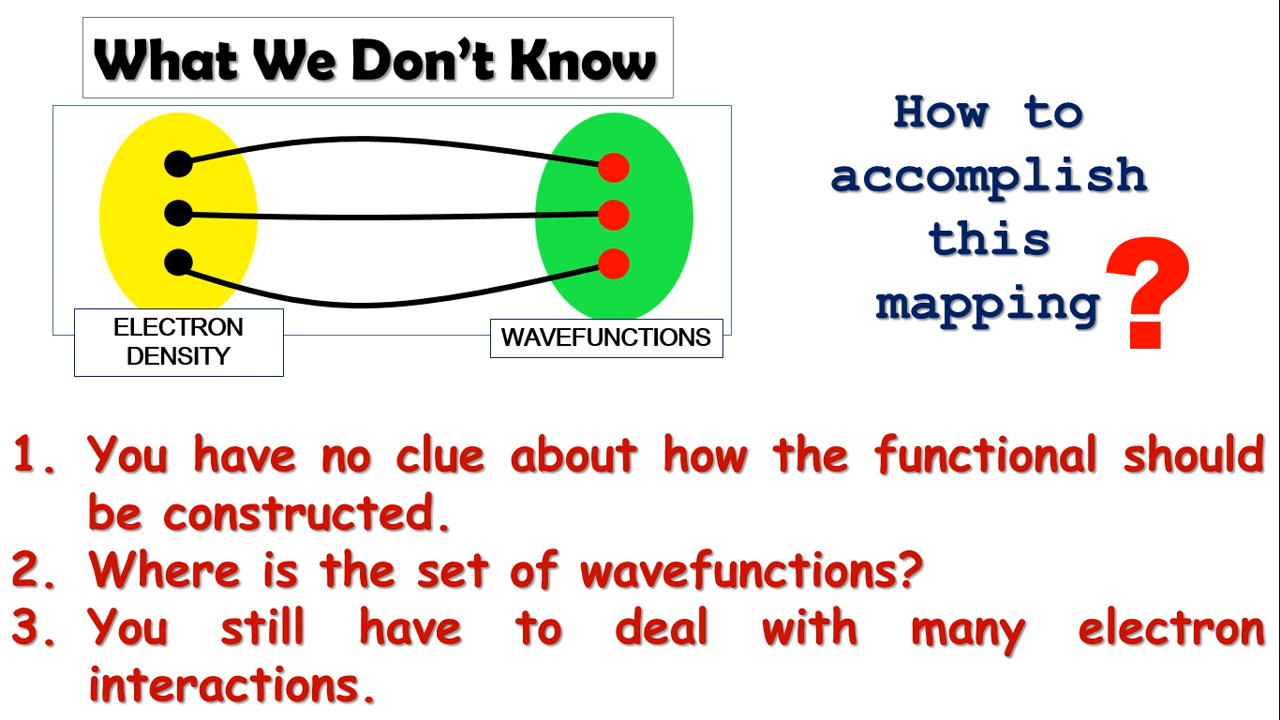 What We Don't Know
ELECTRON
DENSITY
WAVEFUNCTIONS
How to
accomplish
this
mapping?
1. You have no clue about how the functional should
be constructed.
2. Where is the set of wavefunctions?
3. You still have to deal with many electron
interactions.